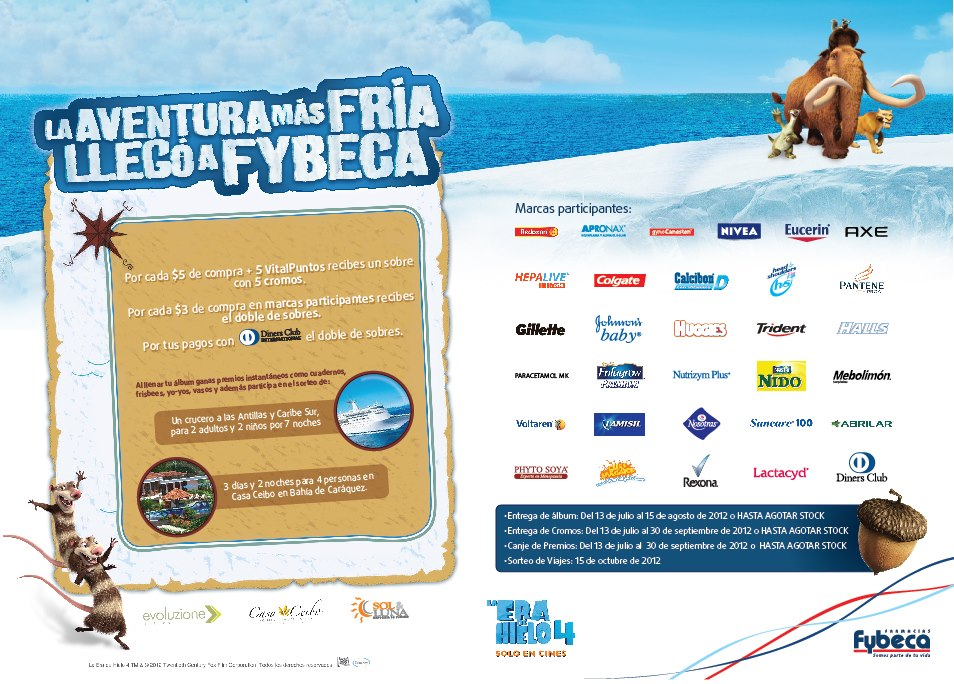 LA AVENTURA MÁS FRÍA
LLEGÓ A FYBECA
Por cada $5 de compra + 5 VitalPuntos recibes un sobre
con 5 cromos.
Por cada $3 de compra en marcas participantes recibes
el doble de sobres.
Por tus pagos con Diners Club INTERNATIONAL el doble de sobres.
Al llenar tu álbum ganas premios instantáneos como cuadernos,
frisbees, yo-yos, vasos y además participa en el sorteo de:
Un crucero a las Antillas y Caribe Sur,
para 2 adultos y 2 niños por 7 noches
3 días y 2 noches para 4 personas en
Casa Ceibo en Bahía de Caráquez.
evoluzione
Casa Ceibo
SOL & LUNA
La Era de Hielo 4 TM & © 2012 Twentieth Century Fox Film Corporation. Todos los derechos reservados.
Marcas participantes:
Redoxon APRONAX gynoCanesten NIVEA Eucerin AXE
HEPALIVE Colgate Calcibon D head & shoulders h&s PANTENE PRO-V
Gillette Johnson's baby HUGGIES Trident HALLS
PARACETAMOL MK Nutrizym Plus Nestlé NIDO Mebolimón
Voltaren LAMISIL Nosotras Suncare 100 ABRILAR
PHYTO SOYA Rexona Lactacyd Diners Club
•Entrega de álbum: Del 13 de julio al 15 de agosto de 2012 o HASTA AGOTAR STOCK
•Entrega de Cromos: Del 13 de julio al 30 de septiembre de 2012 o HASTA AGOTAR STOCK
•Canje de Premios: Del 13 de julio al 30 de septiembre de 2012 o HASTA AGOTAR STOCK
•Sorteo de Viajes: 15 de octubre de 2012
LA ERA DE HIELO 4
SOLO EN CINES
FARMACIAS
Fybeca
Somos parte de tu vida